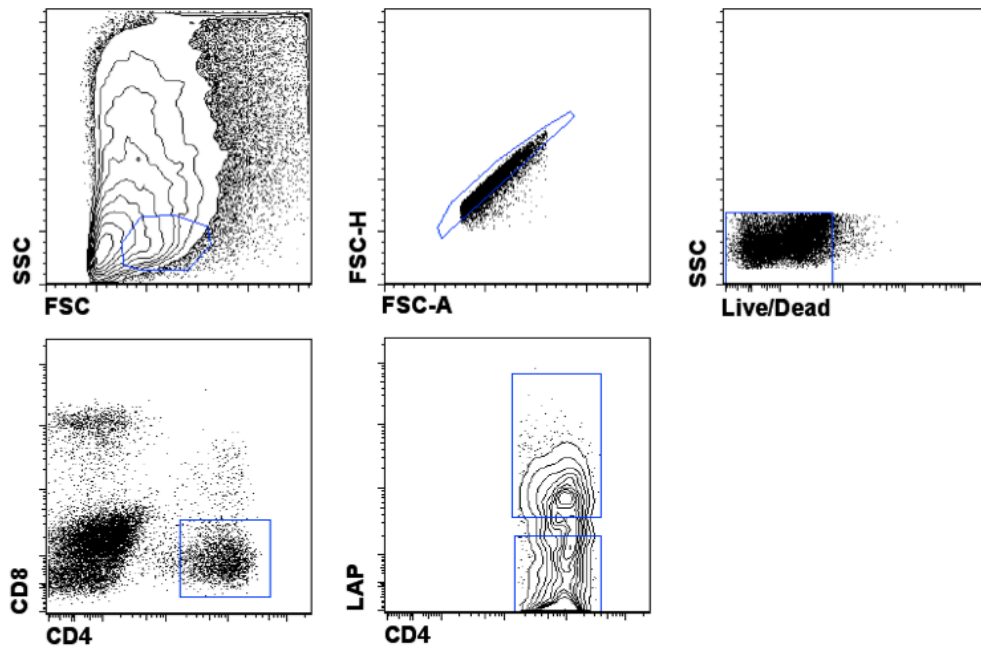 SSC
FSC
FSC-H
FSC-A
SSC
Live/Dead
CD8
CD4
LAP
CD4